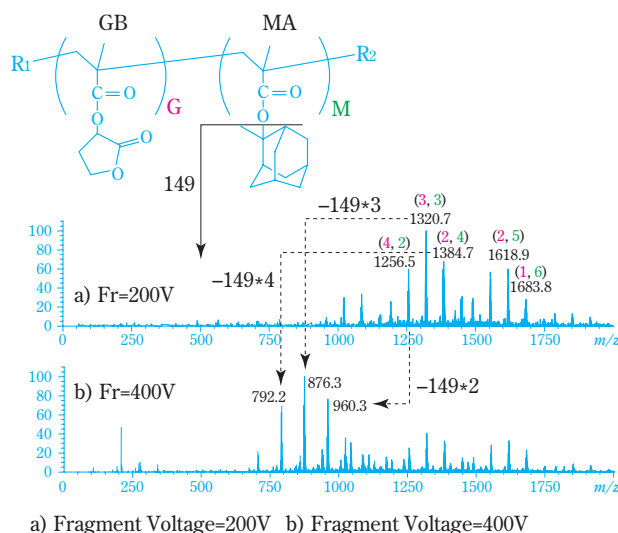 GB MA
R1 R2
C = O C = O
O G O M
O
O
149
−149*3
(3, 3)
1320.7
(4, 2) (2, 4) (2, 5)
1256.5 1384.7 1618.9
(1, 6)
1683.8
−149*4
100
80
60
40
20
0
a) Fr=200V
0 250 500 750 1000 1250 1500 1750 m/z
b) Fr=400V
100
80
60
40
20
0
792.2 876.3 960.3
−149*2
0 250 500 750 1000 1250 1500 1750 m/z
a) Fragment Voltage=200V b) Fragment Voltage=400V